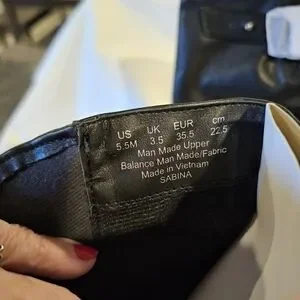 US UK EUR cm
5.5M 3.5 35.5 22.5
Man Made Upper
Balance Man Made/Fabric
Made in Vietnam
SABINA